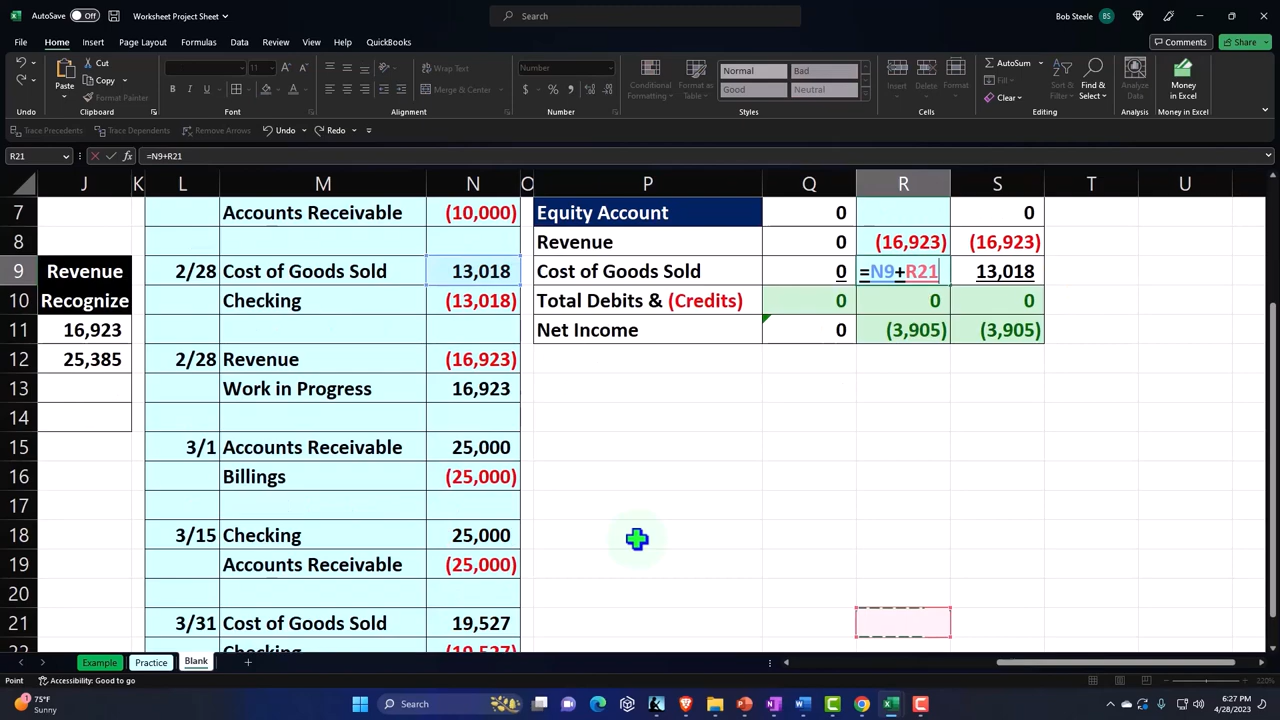 AutoSave Off Worksheet Project Sheet Search Bob Steele BS
File Home Insert Page Layout Formulas Data Review View Help QuickBooks Comments Share
Undo Paste Cut Copy Format Painter Clipboard
11 B I U Font
Wrap Text Merge & Center Alignment
Number $ % Number
Conditional Formatting Format as Table Normal Bad Good Neutral Styles
Insert Delete Format Cells
AutoSum Fill Clear Sort & Filter Find & Select Editing
Analyze Data Analysis
Money in Excel Money in Excel
Trace Precedents Trace Dependents Remove Arrows Undo Redo
R21 fx =N9+R21
J K L M N O P Q R S T U
7 Accounts Receivable (10,000) Equity Account 0 0
8 Revenue 0 (16,923) (16,923)
9 Revenue 2/28 Cost of Goods Sold 13,018 Cost of Goods Sold 0 =N9+R21 13,018
10 Recognize Checking (13,018) Total Debits & (Credits) 0 0 0
11 16,923 Net Income 0 (3,905) (3,905)
12 25,385 2/28 Revenue (16,923)
13 Work in Progress 16,923
14
15 3/1 Accounts Receivable 25,000
16 Billings (25,000)
17
18 3/15 Checking 25,000
19 Accounts Receivable (25,000)
20
21 3/31 Cost of Goods Sold 19,527
22 Checking (19,527)
Example Practice Blank
Point Accessibility: Good to go 220%
1 75°F Sunny Search 6:27 PM 4/28/2023